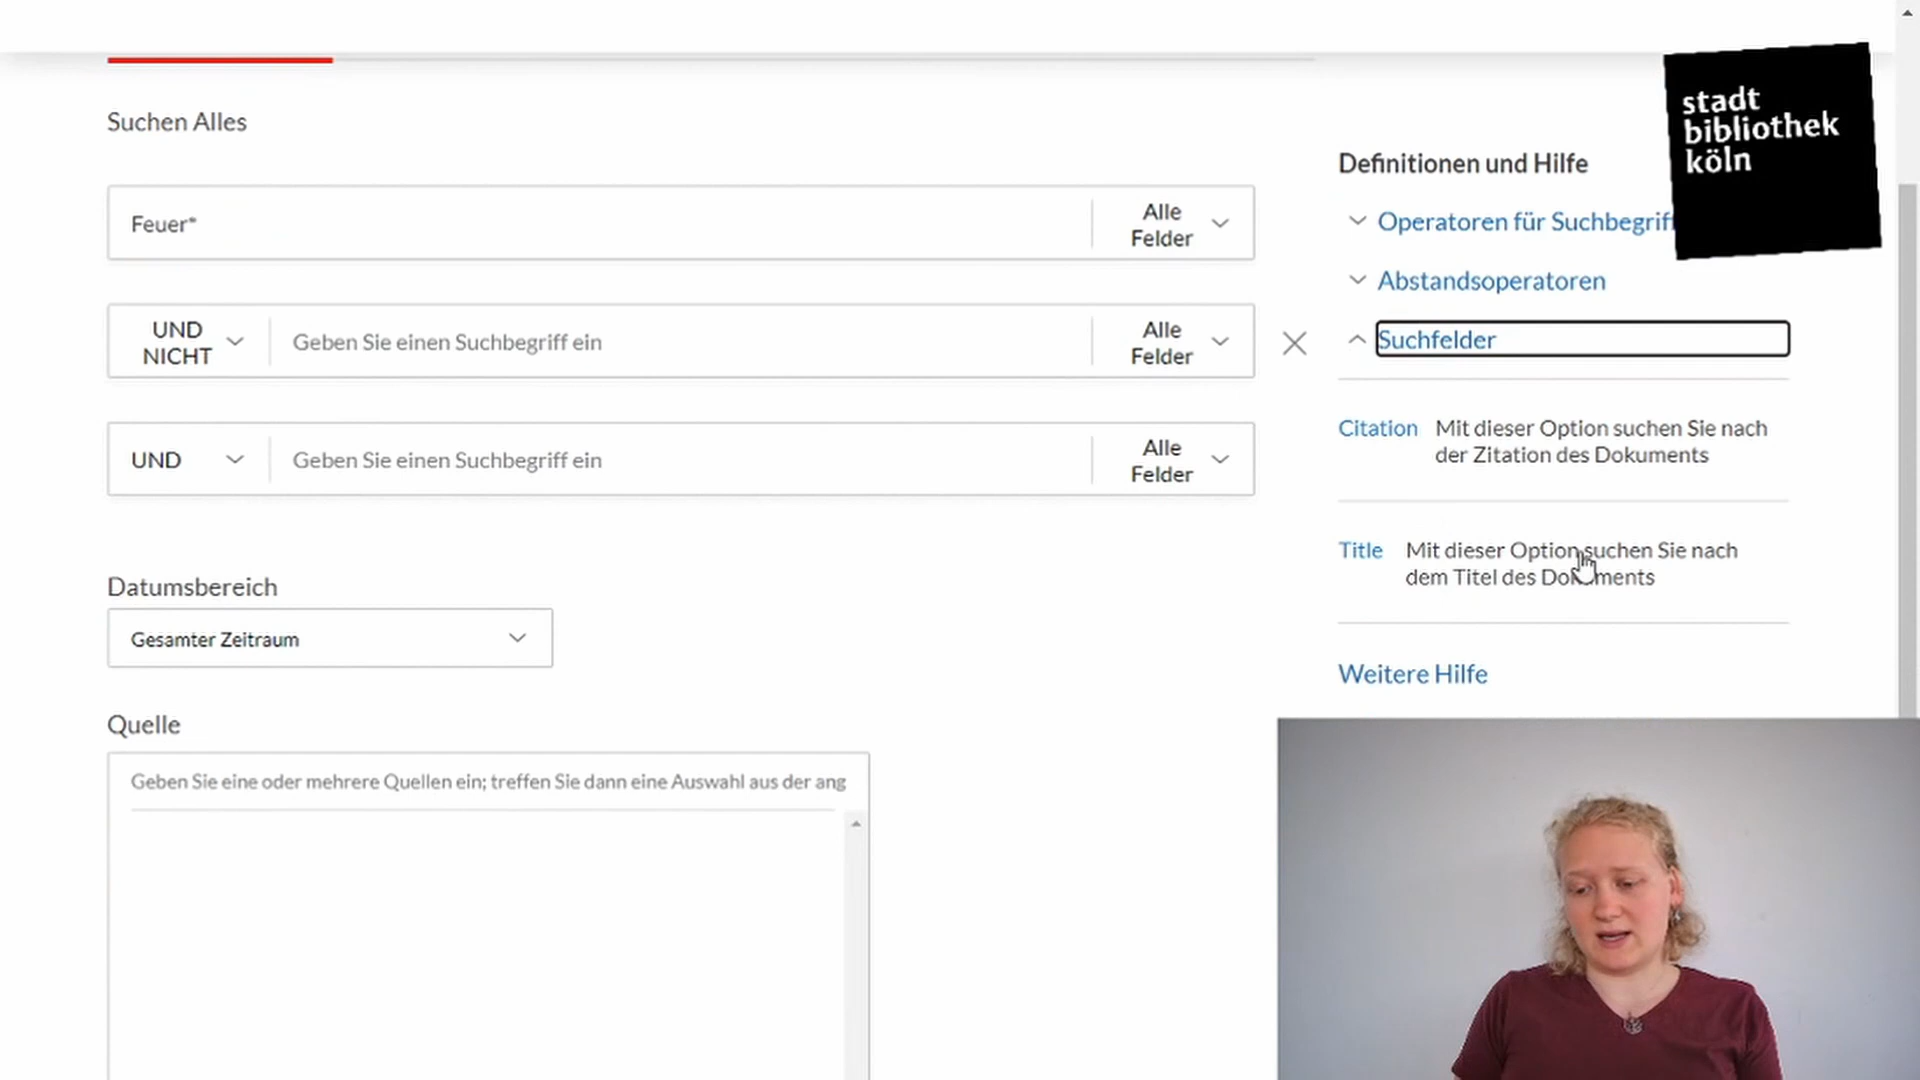 stadt
bibliothek
köln
Suchen Alles
Feuer*
Alle
Felder
UND
NICHT
Geben Sie einen Suchbegriff ein
Alle
Felder
UND
Geben Sie einen Suchbegriff ein
Alle
Felder
Datumsbereich
Gesamter Zeitraum
Quelle
Geben Sie eine oder mehrere Quellen ein; treffen Sie dann eine Auswahl aus der ang
Definitionen und Hilfe
Operatoren für Suchbegriff
Abstandsoperatoren
Suchfelder
Citation
Mit dieser Option suchen Sie nach
der Zitation des Dokuments
Title
Mit dieser Option suchen Sie nach
dem Titel des Dokuments
Weitere Hilfe